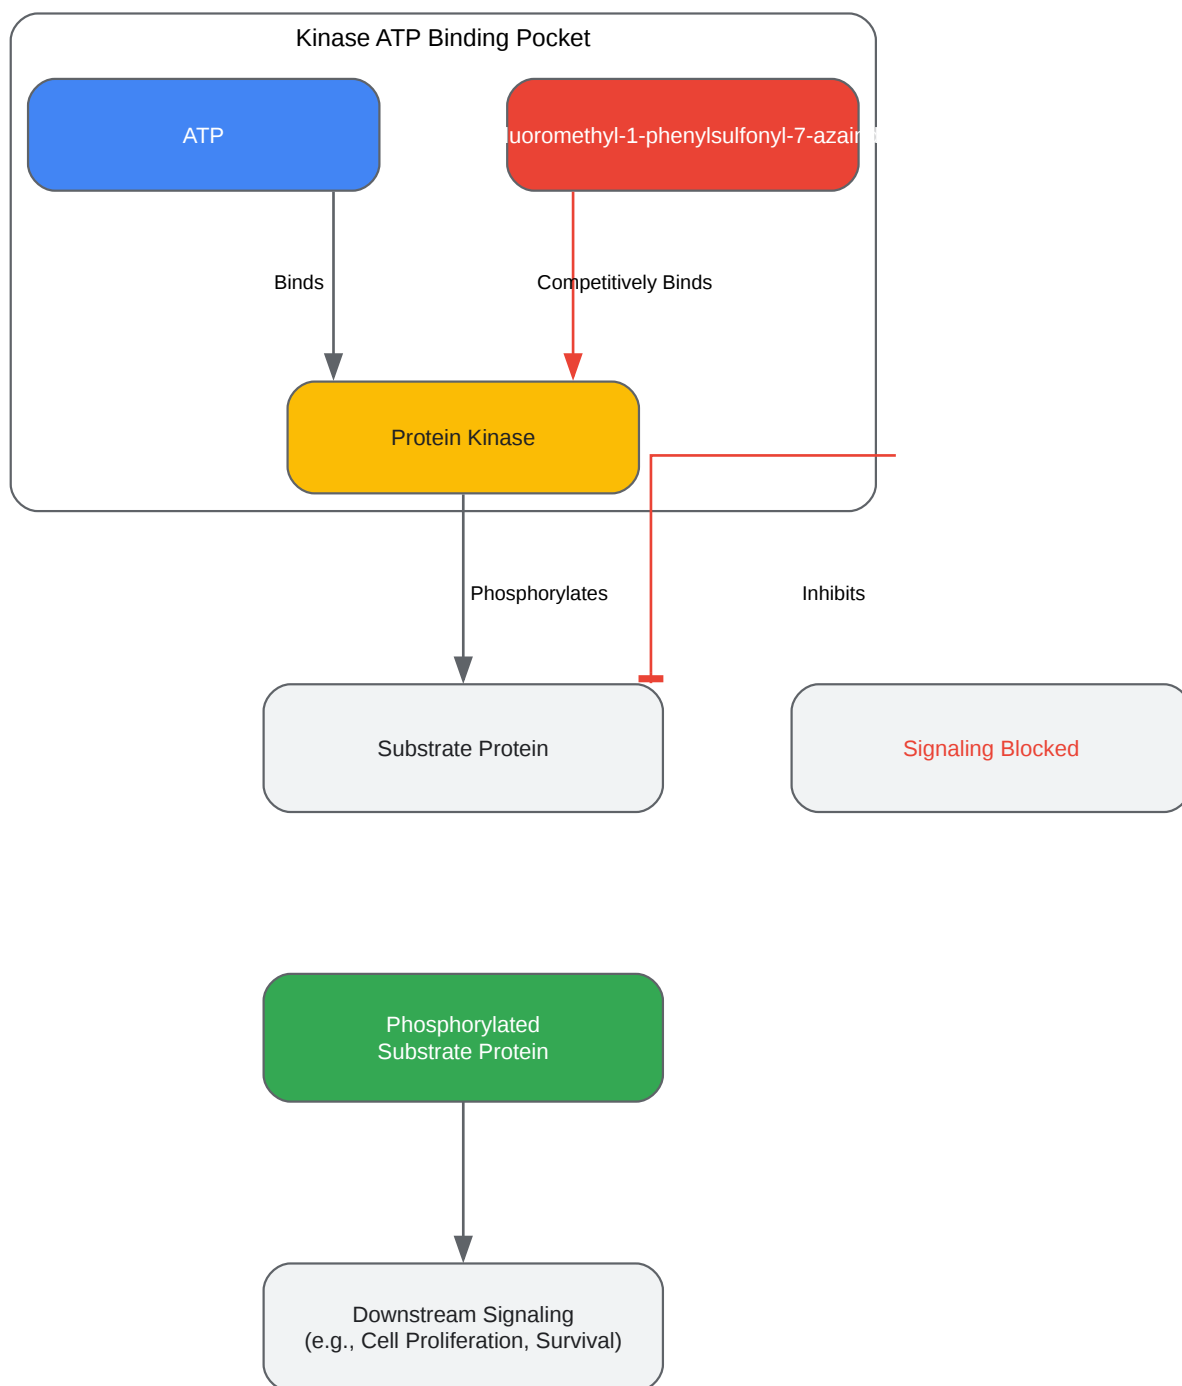 Kinase ATP Binding Pocket
ATP
luoromethyl-1-phenylsulfonyl-7-azaind
Binds
Competitively Binds
Protein Kinase
Phosphorylates
Inhibits
Substrate Protein
Signaling Blocked
Phosphorylated
Substrate Protein
Downstream Signaling
(e.g., Cell Proliferation, Survival)